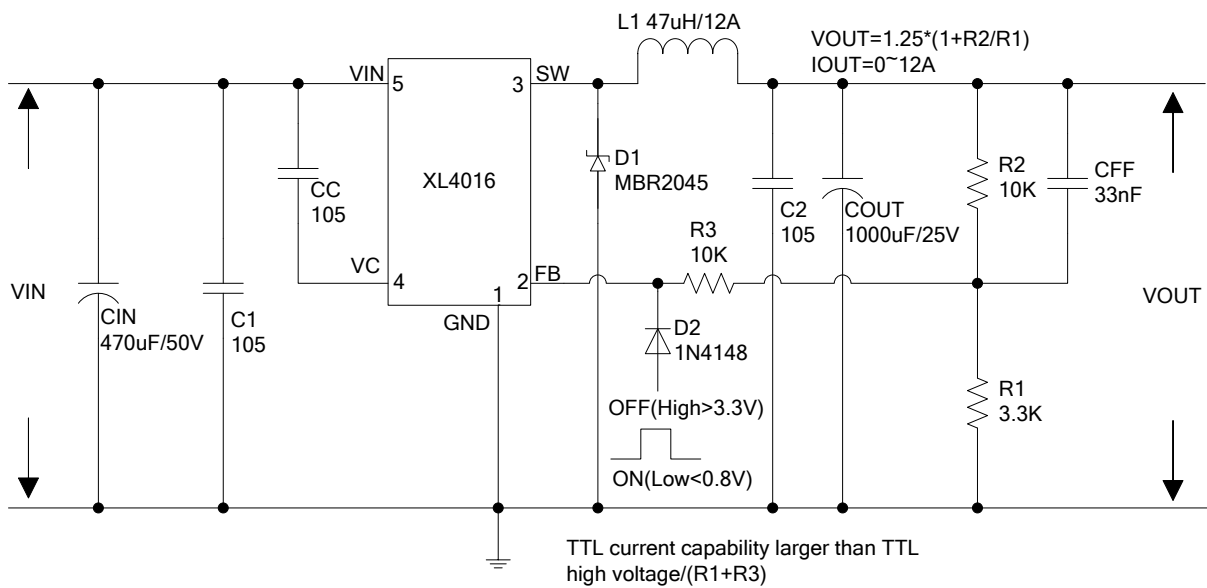 L1 47uH/12A
VOUT=1.25*(1+R2/R1)
IOUT=0~12A
VIN
5
3
SW
XL4016
CC
105
D1
MBR2045
C2
105
COUT
1000uF/25V
R2
10K
CFF
33nF
R3
10K
VC
4
2
FB
1
GND
VIN
CIN
470uF/50V
C1
105
D2
1N4148
VOUT
OFF(High>3.3V)
R1
3.3K
ON(Low<0.8V)
TTL current capability larger than TTL
high voltage/(R1+R3)